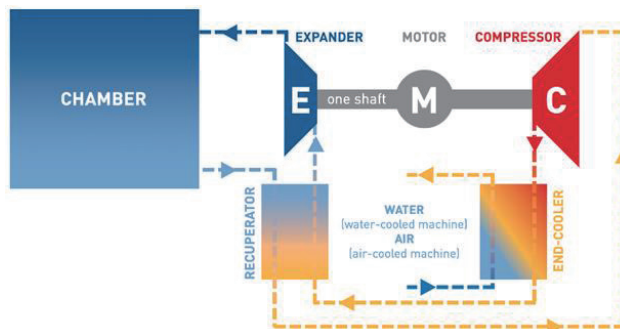 EXPANDER
MOTOR
COMPRESSOR
CHAMBER
E
one shaft
M
C
RECUPERATOR
WATER
(water-cooled machine)
AIR
(air-cooled machine)
END-COOLER